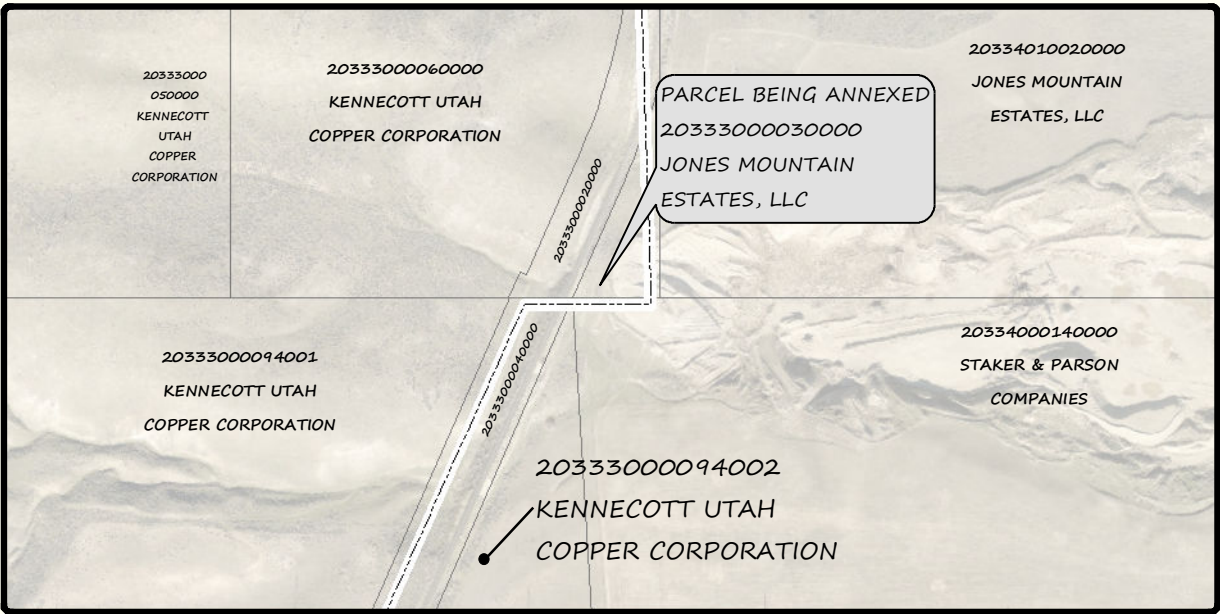 20333000
050000
KENNECOTT
UTAH
COPPER
CORPORATION
20333000060000
KENNECOTT UTAH
COPPER CORPORATION
PARCEL BEING ANNEXED
20333000030000
JONES MOUNTAIN
ESTATES, LLC
20334010020000
JONES MOUNTAIN
ESTATES, LLC
20333000020000
20333000094001
KENNECOTT UTAH
COPPER CORPORATION
20333000040000
20334000140000
STAKER & PARSON
COMPANIES
20333000094002
KENNECOTT UTAH
COPPER CORPORATION